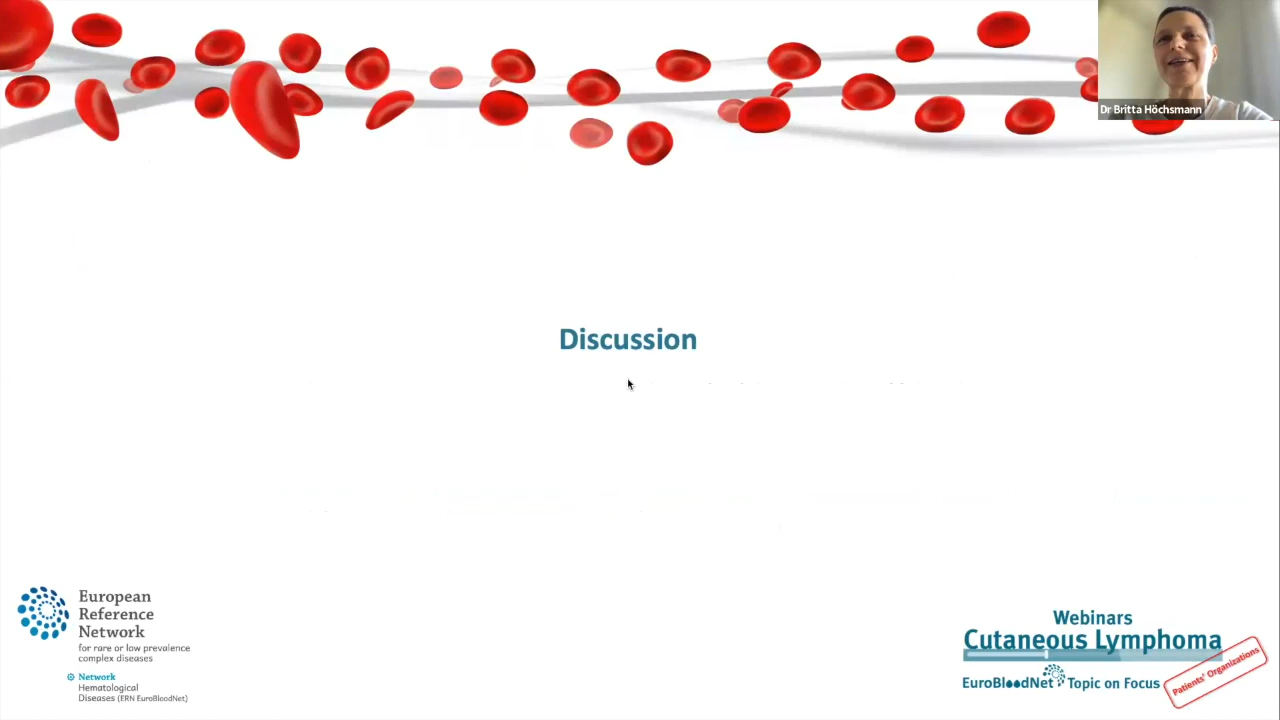 Dr Britta Höchsmann
Discussion
European
Reference
Network
for rare or low prevalence
complex diseases
Network
Hematological
Diseases (ERN EuroBloodNet)
Webinars
Cutaneous Lymphoma
EuroBloodNet Topic on Focus
Patients' Organizations